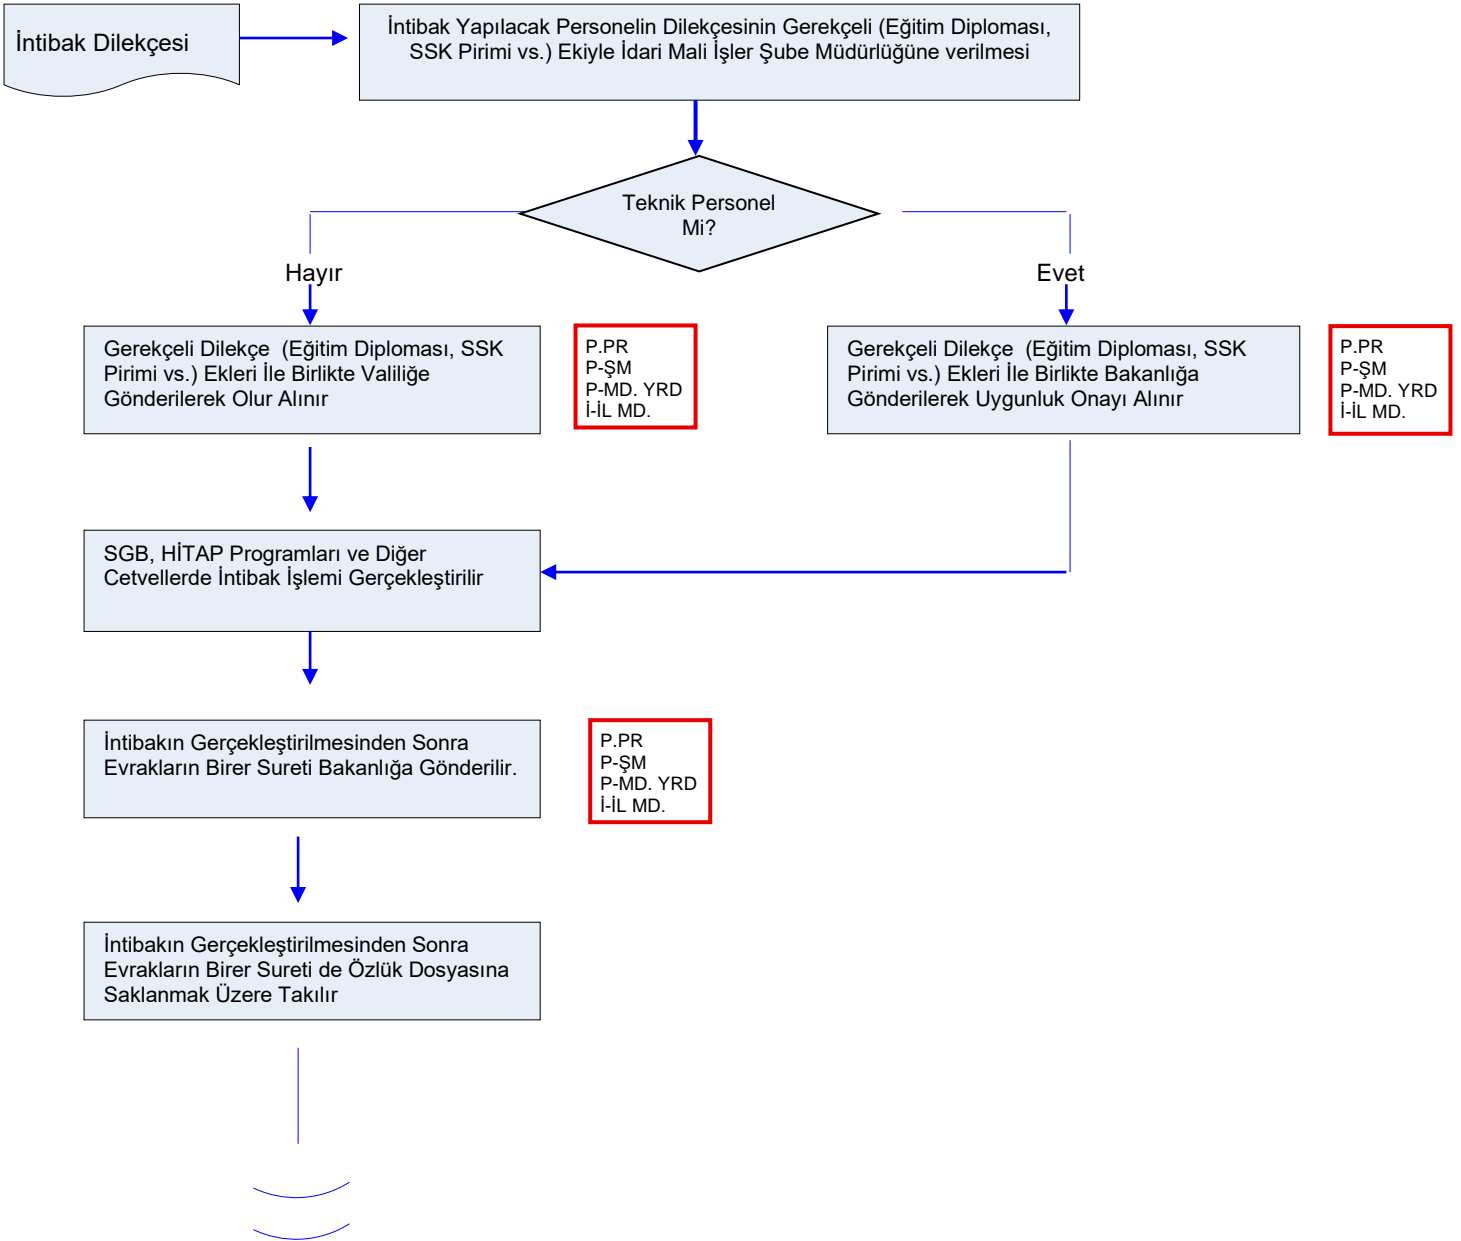 İntibak Dilekçesi
İntibak Yapılacak Personelin Dilekçesinin Gerekçeli (Eğitim Diploması,
SSK Pirimi vs.) Ekiyle İdari Mali İşler Şube Müdürlüğüne verilmesi
Teknik Personel
Mi?
Hayır
Evet
Gerekçeli Dilekçe (Eğitim Diploması, SSK
Pirimi vs.) Ekleri İle Birlikte Valiliğe
Gönderilerek Olur Alınır
P.PR
P-ŞM
P-MD. YRD
İ-İL MD.
Gerekçeli Dilekçe (Eğitim Diploması, SSK
Pirimi vs.) Ekleri İle Birlikte Bakanlığa
Gönderilerek Uygunluk Onayı Alınır
P.PR
P-ŞM
P-MD. YRD
İ-İL MD.
SGB, HİTAP Programları ve Diğer
Cetvellerde İntibak İşlemi Gerçekleştirilir
İntibakın Gerçekleştirilmesinden Sonra
Evrakların Birer Sureti Bakanlığa Gönderilir.
P.PR
P-ŞM
P-MD. YRD
İ-İL MD.
İntibakın Gerçekleştirilmesinden Sonra
Evrakların Birer Sureti de Özlük Dosyasına
Saklanmak Üzere Takılır